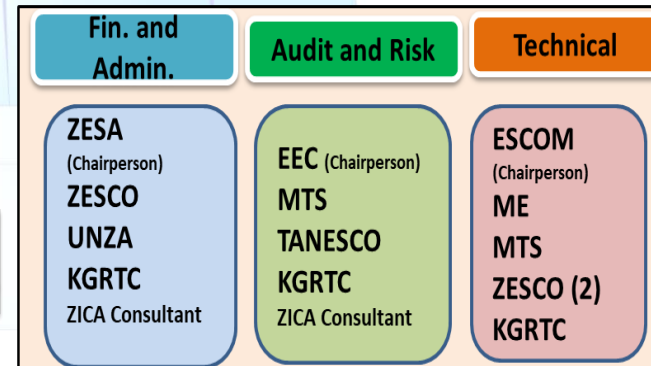 Fin. and
Admin.
ZESA
(Chairperson)
ZESCO
UNZA
KGRTC
ZICA Consultant
Audit and Risk
EEC (Chairperson)
MTS
TANESCO
KGRTC
ZICA Consultant
Technical
ESCOM
(Chairperson)
ME
MTS
ZESCO (2)
KGRTC